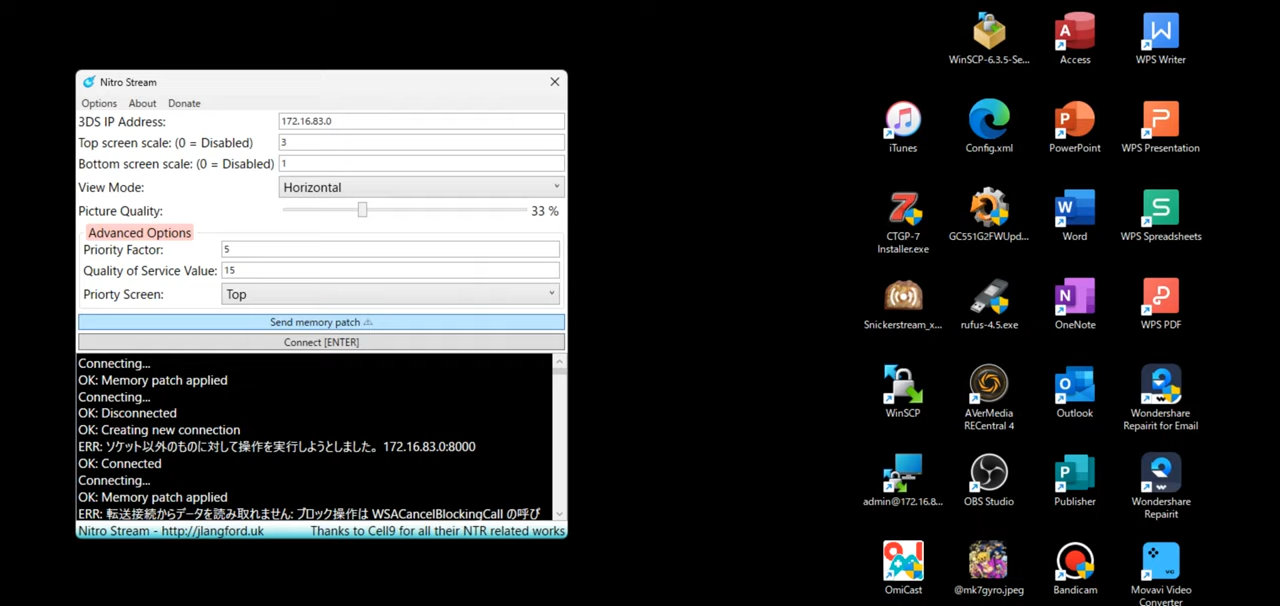 Nitro Stream
Options About Donate
3DS IP Address: 172.16.83.0
Top screen scale: (0 = Disabled) 3
Bottom screen scale: (0 = Disabled) 1
View Mode: Horizontal
Picture Quality: 33 %
Advanced Options
Priority Factor: 5
Quality of Service Value: 15
Priorty Screen: Top
Send memory patch
Connect [ENTER]
Connecting...
OK: Memory patch applied
Connecting...
OK: Disconnected
OK: Creating new connection
ERR: ソケット以外のものに対して操作を実行しようとしました。 172.16.83.0:8000
OK: Connected
Connecting...
OK: Memory patch applied
ERR: 転送接続からデータを読み取れません: ブロック操作は WSACancelBlockingCall の呼び
Nitro Stream - http://jlangford.uk Thanks to Cell9 for all their NTR related works
WinSCP-6.3.5-Se...
Access
WPS Writer
iTunes
Config.xml
PowerPoint
WPS Presentation
CTGP-7
Installer.exe
GC551G2FWUpd...
Word
WPS Spreadsheets
Snickerstream_x...
rufus-4.5.exe
OneNote
WPS PDF
WinSCP
AVerMedia
RECentral 4
Outlook
Wondershare
Repairit for Email
admin@172.16.8...
OBS Studio
Publisher
Wondershare
Repairit
OmiCast
@mk7gyro.jpeg
Bandicam
Movavi Video
Converter